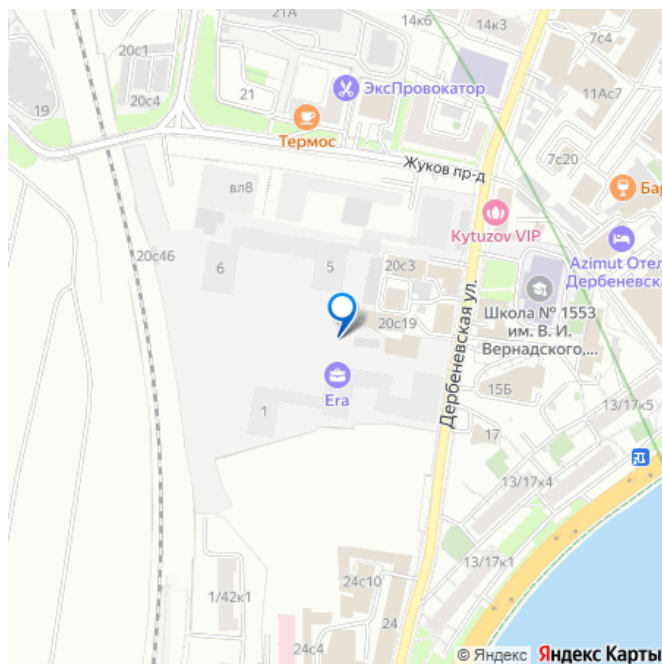 21А
14к6
14к3
7с4
20с1
ЭксПровокатор
11Ас7
20с4
21
19
Термос
Жуков пр-д
7с20
вл8
Бар
Kytuzov VIP
20с46
6
5
20с3
Azimut Отел
Дербеневска
Школа № 1553
им. В. И.
Вернадского,...
20с19
Дербеневская ул.
Era
15Б
1
13/17к5
17
13/17к4
13/17к1
24с10
1/42к1
24
24с4
© Яндекс Яндекс Карты